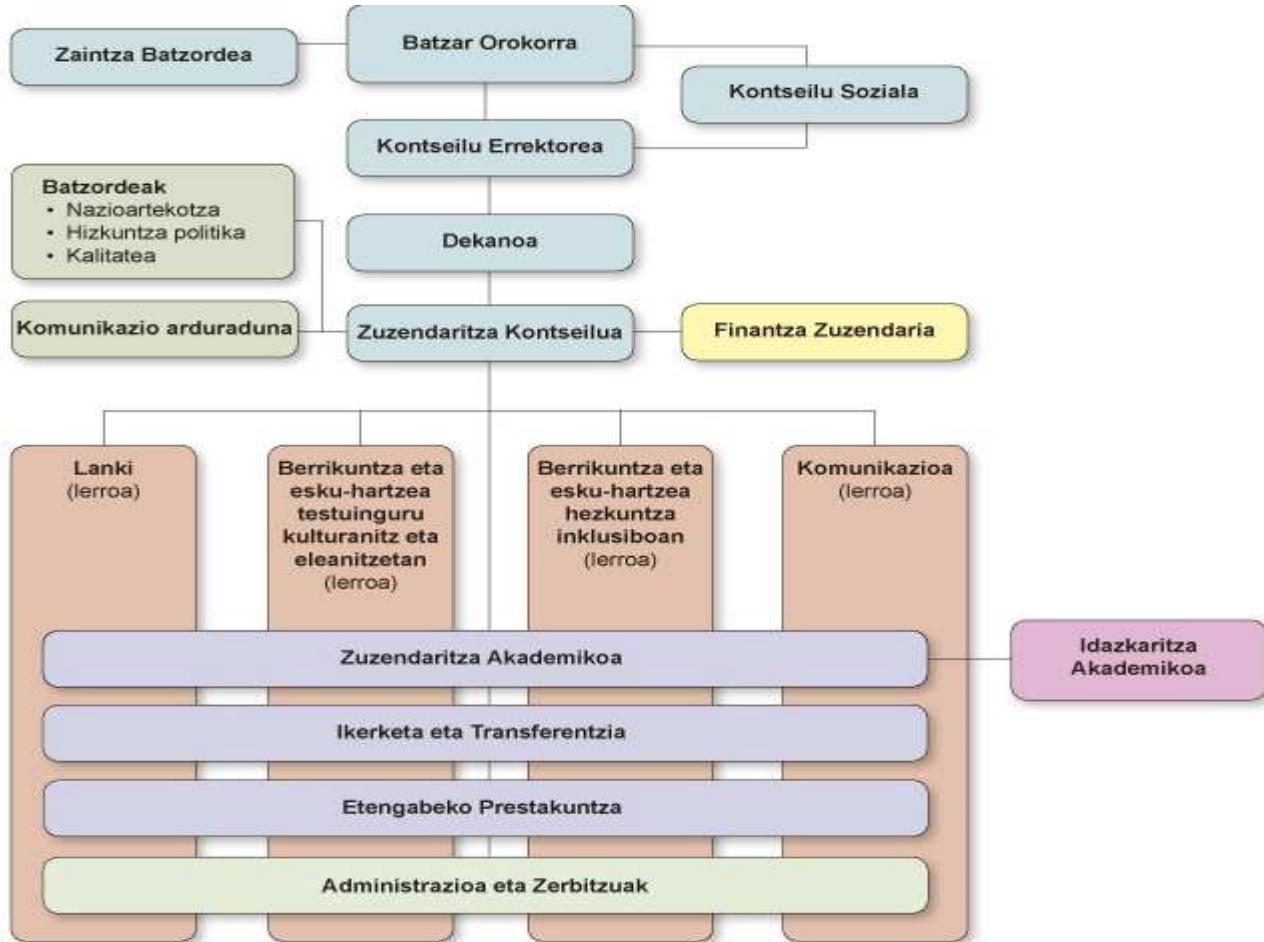 Batzar Orokorra
Zaintza Batzordea
Kontseilu Soziala
Kontseilu Errektorea
Batzordeak
• Nazioartekotza
• Hizkuntza politika
• Kalitatea
Dekanoa
Komunikazio arduraduna
Zuzendaritza Kontseilua
Finantza Zuzendaria
Lanki
(lerroa)
Berrikuntza eta
esku-hartzea
testuinguru
kulturanitz eta
eleanitzetan
(lerroa)
Berrikuntza eta
esku-hartzea
hezkuntza
inklusiboan
(lerroa)
Komunikazioa
(lerroa)
Zuzendaritza Akademikoa
Idazkaritza
Akademikoa
Ikerketa eta Transferentzia
Etengabeko Prestakuntza
Administrazioa eta Zerbitzuak